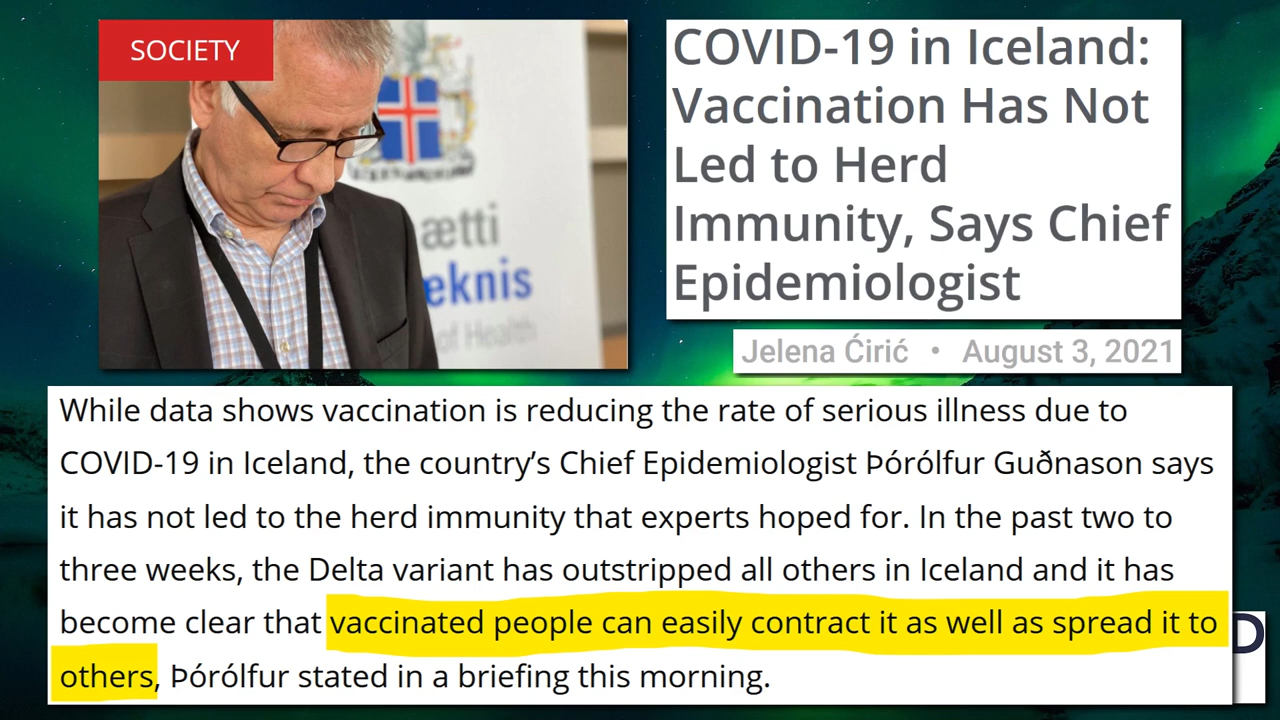 SOCIETY
ætti
eknis
of Health
COVID-19 in Iceland:
Vaccination Has Not
Led to Herd
Immunity, Says Chief
Epidemiologist
Jelena Ćirić • August 3, 2021
While data shows vaccination is reducing the rate of serious illness due to
COVID-19 in Iceland, the country’s Chief Epidemiologist Þórólfur Guðnason says
it has not led to the herd immunity that experts hoped for. In the past two to
three weeks, the Delta variant has outstripped all others in Iceland and it has
become clear that vaccinated people can easily contract it as well as spread it to
others, Þórólfur stated in a briefing this morning.
D